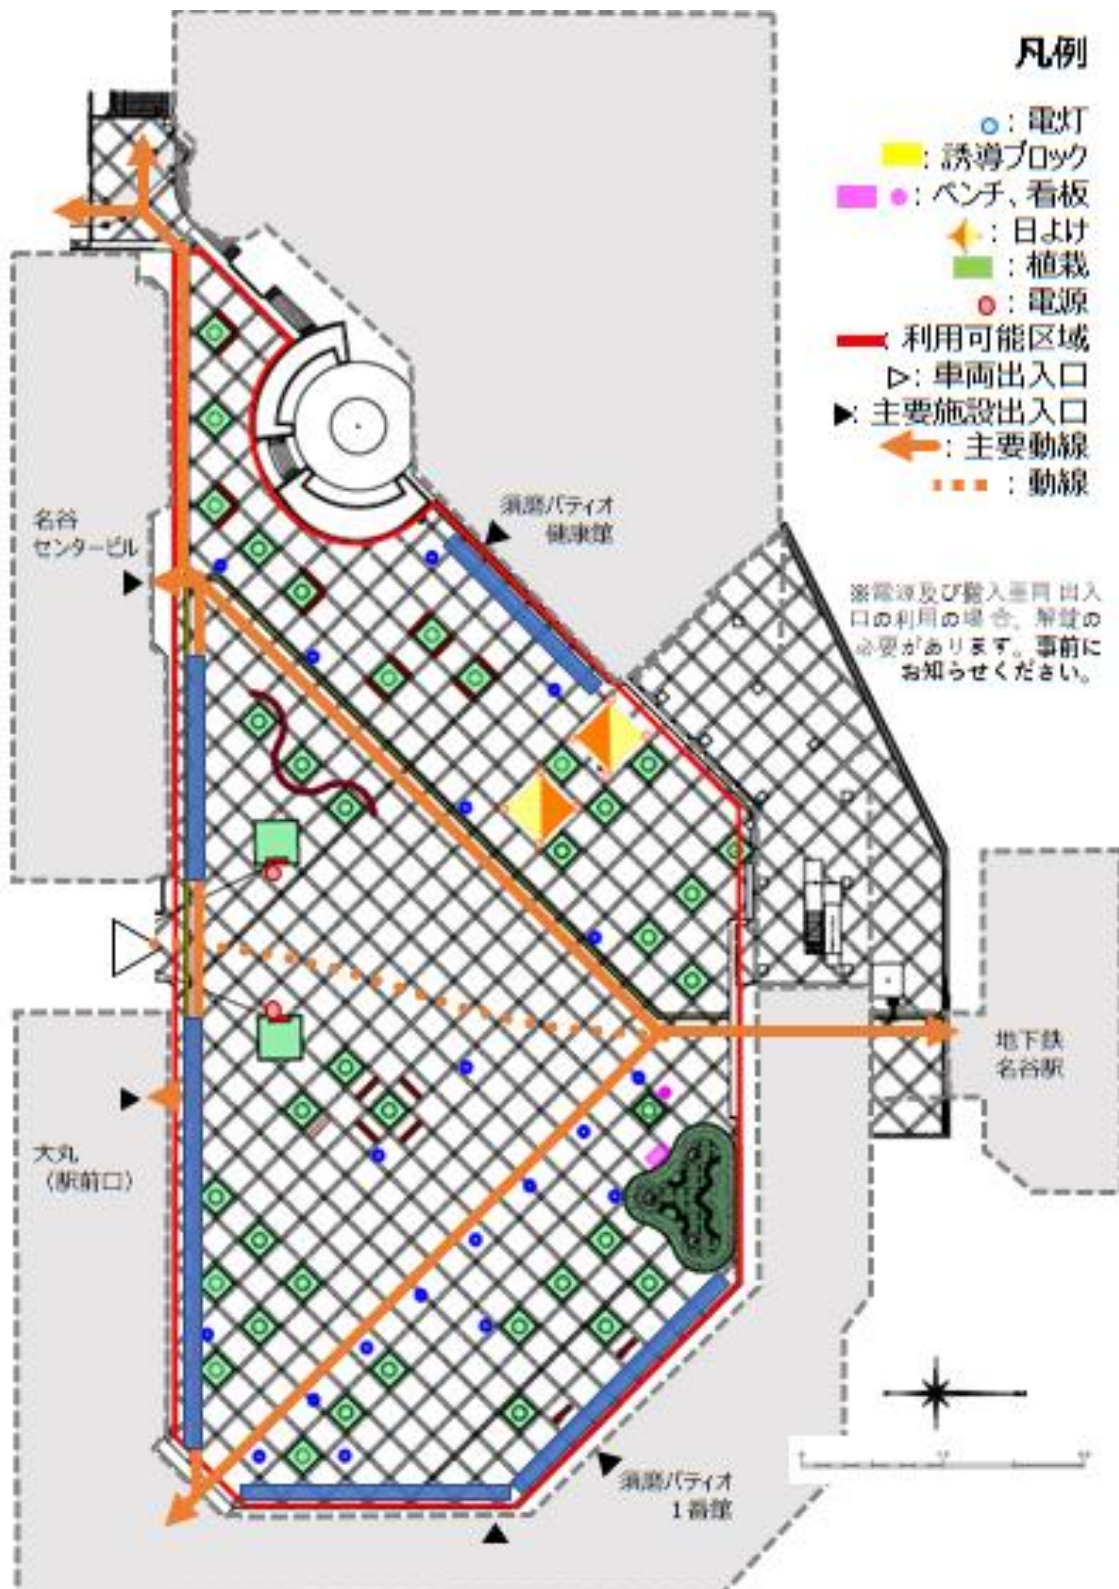 凡例
：電灯
：誘導ブロック
：ベンチ、看板
：日よけ
：植栽
：電源
：利用可能区域
：車両出入口
：主要施設出入口
：主要動線
：動線
※電源及び搬入車両出入
口の利用の場合、解錠の
必要があります。事前に
お知らせください。
須磨パティオ
健康館
名谷
センタービル
地下鉄
名谷駅
大丸
（駅前口）
須磨パティオ
1番館